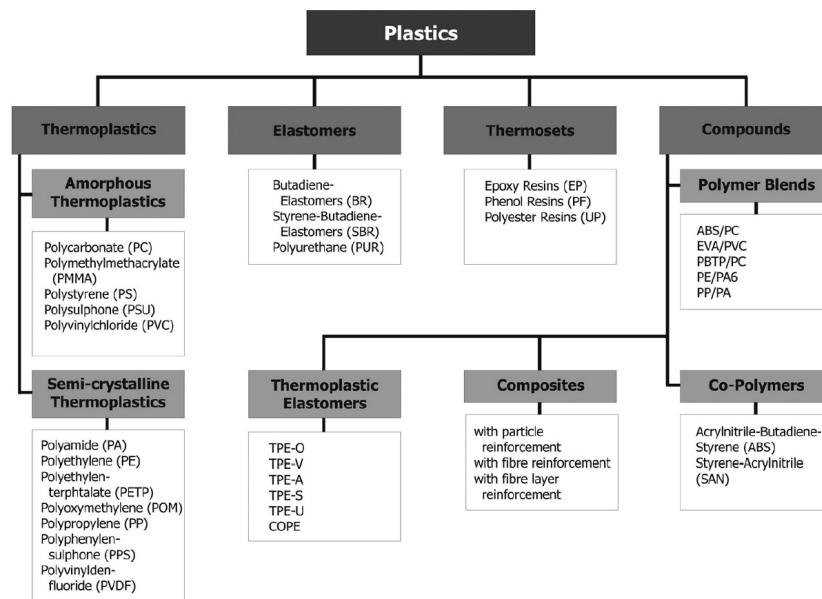 Plastics
Thermoplastics
Elastomers
Thermosets
Compounds
Amorphous
Thermoplastics
Polycarbonate (PC)
Polymethylmethacrylate
(PMMA)
Polystyrene (PS)
Polysulphone (PSU)
Polyvinylchloride (PVC)
Butadiene-
Elastomers (BR)
Styrene-Butadiene-
Elastomers (SBR)
Polyurethane (PUR)
Epoxy Resins (EP)
Phenol Resins (PF)
Polyester Resins (UP)
Polymer Blends
ABS/PC
EVA/PVC
PBTP/PC
PE/PA6
PP/PA
Semi-crystalline
Thermoplastics
Polyamide (PA)
Polyethylene (PE)
Polyethylen-
terphtalate (PETP)
Polyoxymethylene (POM)
Polypropylene (PP)
Polyphenylen-
sulphone (PPS)
Polyvinylden-
fluoride (PVDF)
Thermoplastic
Elastomers
TPE-O
TPE-V
TPE-A
TPE-S
TPE-U
COPE
Composites
with particle
reinforcement
with fibre reinforcement
with fibre layer
reinforcement
Co-Polymers
Acrylnitrile-Butadiene-
Styrene (ABS)
Styrene-Acrylnitrile
(SAN)